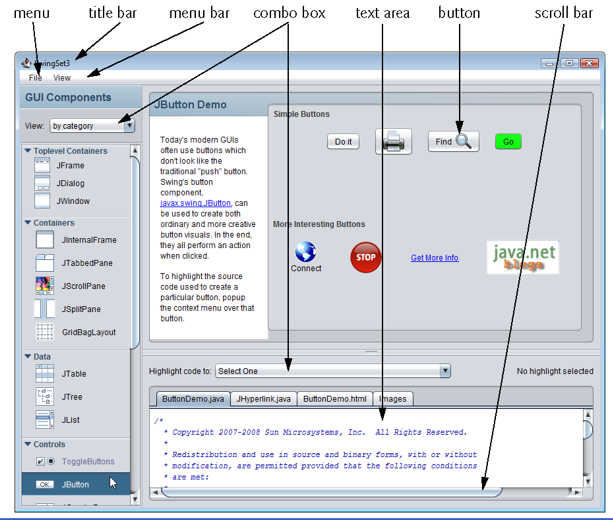 menu title bar menu bar combo box text area button scroll bar
SwingSet3
File View
GUI Components
View: by category
Toplevel Containers
JFrame
JDialog
JWindow
Containers
JInternalFrame
JTabbedPane
JScrollPane
JSplitPane
GridBagLayout
Data
JTable
JTree
JList
Controls
ToggleButtons
OK JButton
JButton Demo
Today's modern GUIs
often use buttons which
don't look like the
traditional "push" button.
Swing's button
component,
javax.swing.JButton, can
be used to create both
ordinary and more creative
button visuals. In the end,
they all perform an action
when clicked.
To highlight the source
code used to create a
particular button, popup
the context menu over that
button.
Simple Buttons
Do it Find Go
More Interesting Buttons
Connect STOP Get More Info java.net
blogs
Highlight code to: Select One No highlight selected
ButtonDemo.java JHyperlink.java ButtonDemo.html Images
/*
* Copyright 2007-2008 Sun Microsystems, Inc. All Rights Reserved.
*
* Redistribution and use in source and binary forms, with or without
* modification, are permitted provided that the following conditions
* are met:
*